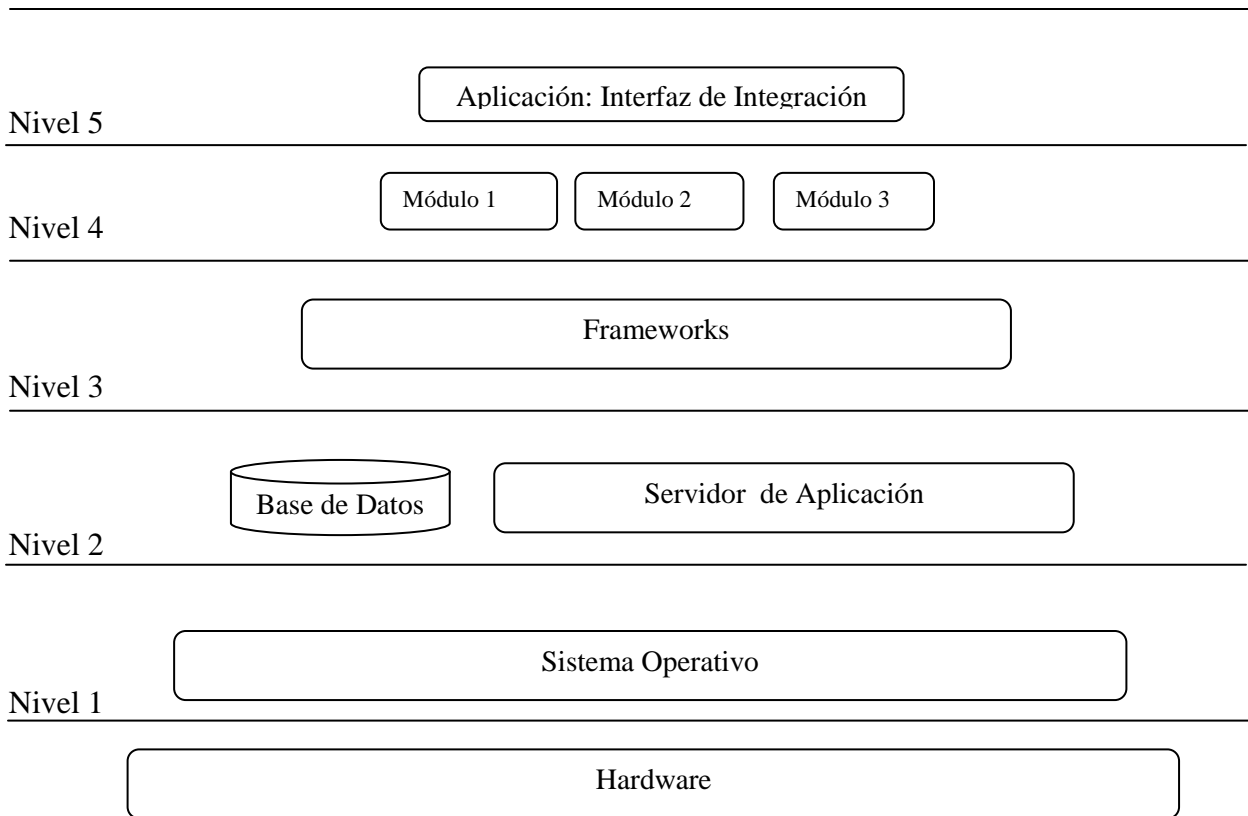 Aplicación: Interfaz de Integración
Nivel 5
Módulo 1
Módulo 2
Módulo 3
Nivel 4
Frameworks
Nivel 3
Base de Datos
Servidor de Aplicación
Nivel 2
Sistema Operativo
Nivel 1
Hardware